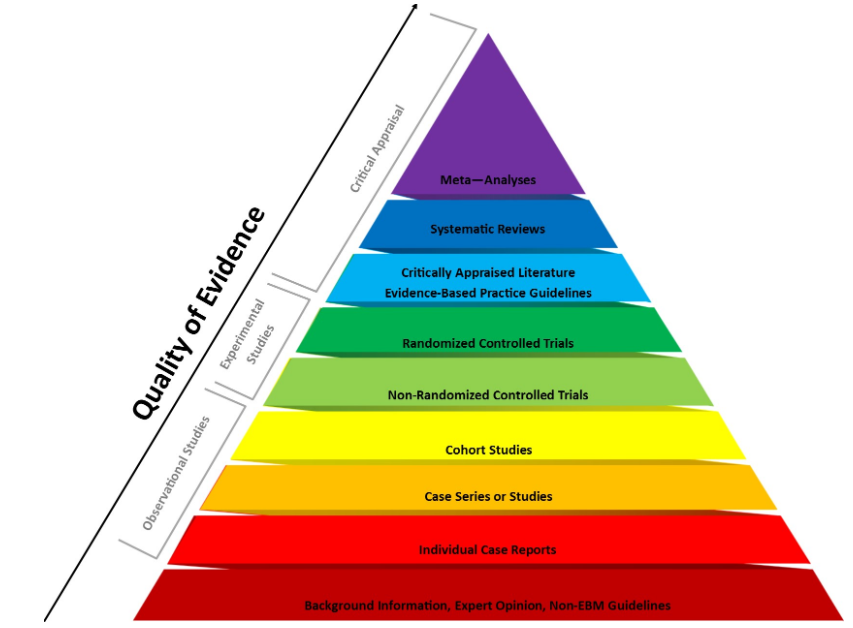 Quality of Evidence
Critical Appraisal
Experimental
Studies
Observational Studies
Meta—Analyses
Systematic Reviews
Critically Appraised Literature
Evidence-Based Practice Guidelines
Randomized Controlled Trials
Non-Randomized Controlled Trials
Cohort Studies
Case Series or Studies
Individual Case Reports
Background Information, Expert Opinion, Non-EBM Guidelines